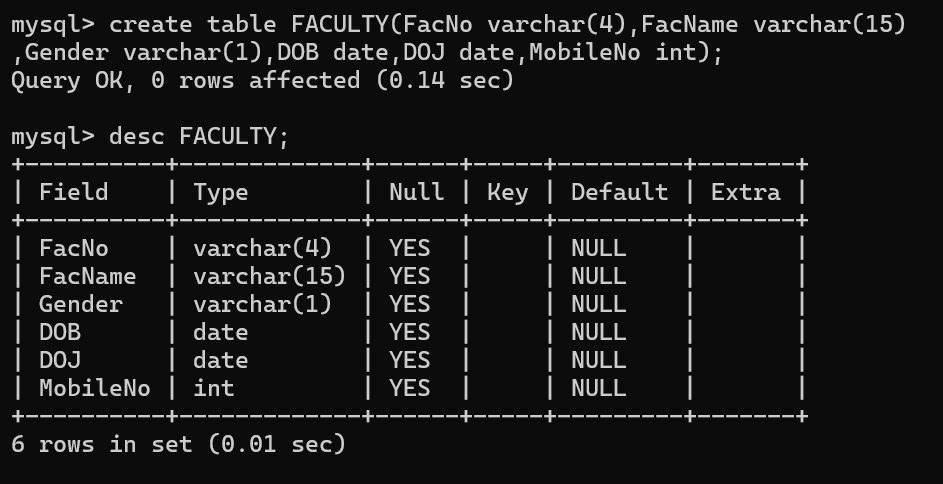 mysql> create table FACULTY(FacNo varchar(4),FacName varchar(15)
,Gender varchar(1),DOB date,DOJ date,MobileNo int);
Query OK, 0 rows affected (0.14 sec)

mysql> desc FACULTY;
+----------+-------------+------+-----+---------+-------+
| Field    | Type        | Null | Key | Default | Extra |
+----------+-------------+------+-----+---------+-------+
| FacNo    | varchar(4)  | YES  |     | NULL    |       |
| FacName  | varchar(15) | YES  |     | NULL    |       |
| Gender   | varchar(1)  | YES  |     | NULL    |       |
| DOB      | date        | YES  |     | NULL    |       |
| DOJ      | date        | YES  |     | NULL    |       |
| MobileNo | int         | YES  |     | NULL    |       |
+----------+-------------+------+-----+---------+-------+
6 rows in set (0.01 sec)